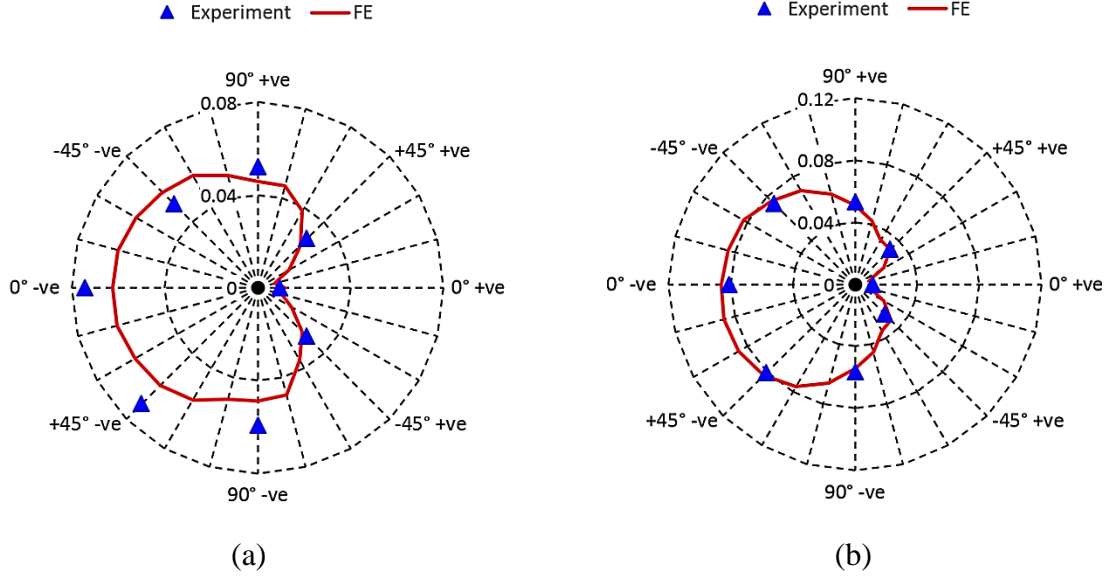 Experiment FE
90° +ve
0.08
-45° -ve
+45° +ve
0.04
0° -ve
0
0° +ve
+45° -ve
-45° +ve
90° -ve
(a)
Experiment FE
90° +ve
0.12
-45° -ve
+45° +ve
0.08
0.04
0° -ve
0
0° +ve
+45° -ve
-45° +ve
90° -ve
(b)